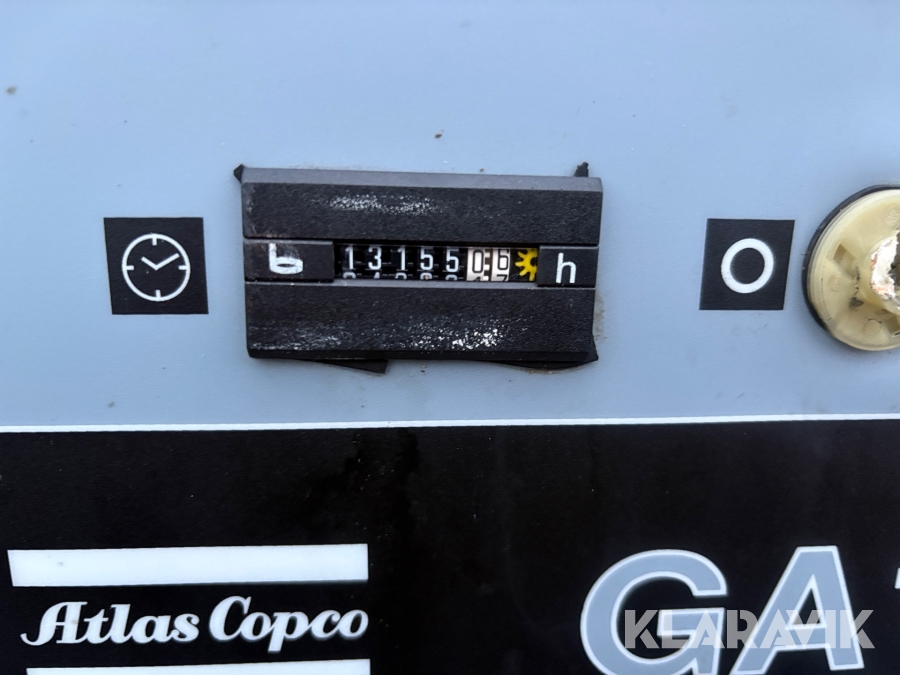 b 131550:6 h
Atlas Copco
GA
KLARAVIK